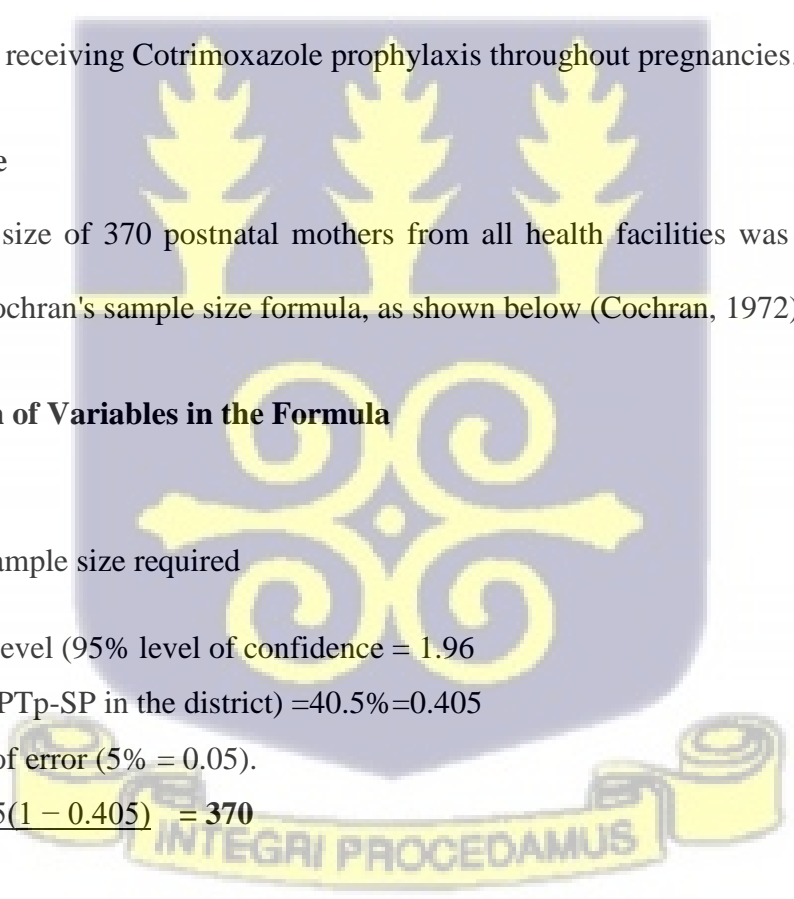 receiving Cotrimoxazole prophylaxis throughout pregnancies.
e
size of 370 postnatal mothers from all health facilities was
ochran's sample size formula, as shown below (Cochran, 1972)
n of Variables in the Formula
ample size required
evel (95% level of confidence = 1.96
PTp-SP in the district) =40.5%=0.405
of error (5% = 0.05).
5(1 − 0.405) = 370
INTEGRI PROCEDAMUS